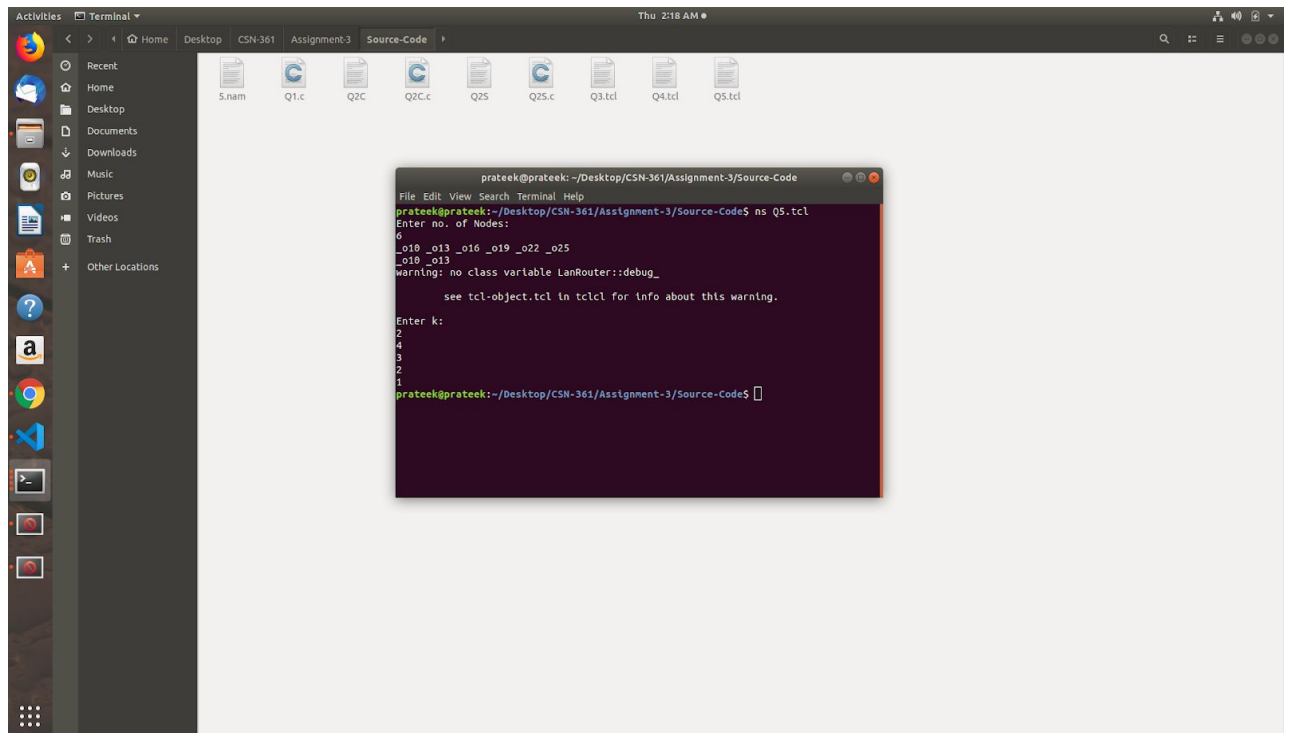 Activities Terminal Thu 2:18 AM
Home Desktop CSN-361 Assignment-3 Source-Code
Recent
Home
Desktop
Documents
Downloads
Music
Pictures
Videos
Trash
+ Other Locations
5.nam Q1.c Q2C Q2C.c Q2S Q2S.c Q3.tcl Q4.tcl Q5.tcl
prateek@prateek: ~/Desktop/CSN-361/Assignment-3/Source-Code
File Edit View Search Terminal Help
prateek@prateek:~/Desktop/CSN-361/Assignment-3/Source-Code$ ns Q5.tcl
Enter no. of Nodes:
6
_o10 _o13 _o16 _o19 _o22 _o25
_o10 _o13
warning: no class variable LanRouter::debug_
see tcl-object.tcl in tclcl for info about this warning.
Enter k:
2
4
3
2
1
prateek@prateek:~/Desktop/CSN-361/Assignment-3/Source-Code$